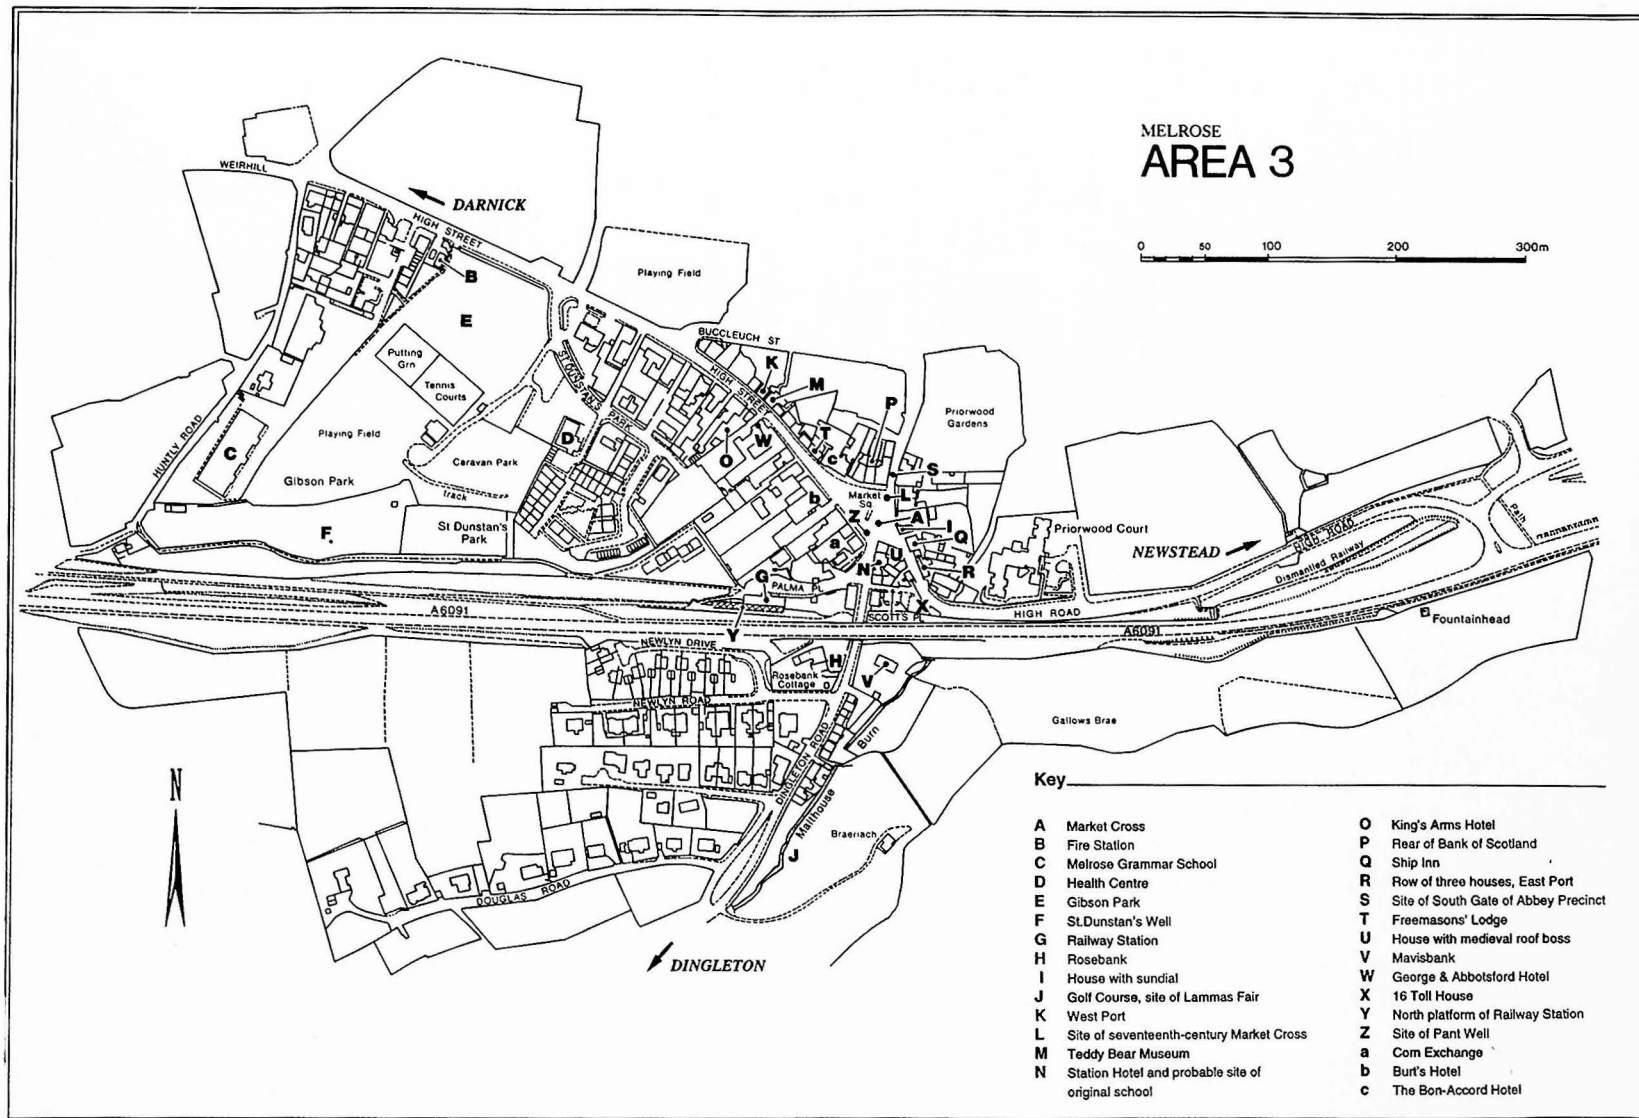 MELROSE
AREA 3
0 50 100 200 300m
WEIRHILL
DARNICK
HIGH STREET
B
Playing Field
E
BUCCLEUCH ST
K
HIGH STREET
M
Putting
Grn
Tennis
Courts
ST DUNSTAN'S
PARK
P
Priorwood
Gardens
HUNTLY ROAD
Playing Field
C
D
W
T
c
O
S
Caravan Park
Gibson Park
track
b
Market
Sq
L
F
St Dunstan's
Park
Z
A
I
Q
a
U
N
R
Priorwood Court
NEWSTEAD
HIGH ROAD
Path
Dismantled Railway
G
PALMA PL
X
SCOTTS PL
HIGH ROAD
A6091
A6091
Fountainhead
Y
NEWLYN DRIVE
H
Rosebank
Cottage
V
NEWLYN ROAD
Gallows Brae
DINGLETON ROAD
Burn
DINGLETON ROAD
Malthouse
Braeriach
J
DOUGLAS ROAD
N
DINGLETON
Key
A Market Cross
B Fire Station
C Melrose Grammar School
D Health Centre
E Gibson Park
F St.Dunstan's Well
G Railway Station
H Rosebank
I House with sundial
J Golf Course, site of Lammas Fair
K West Port
L Site of seventeenth-century Market Cross
M Teddy Bear Museum
N Station Hotel and probable site of
original school
O King's Arms Hotel
P Rear of Bank of Scotland
Q Ship Inn
R Row of three houses, East Port
S Site of South Gate of Abbey Precinct
T Freemasons' Lodge
U House with medieval roof boss
V Mavisbank
W George & Abbotsford Hotel
X 16 Toll House
Y North platform of Railway Station
Z Site of Pant Well
a Corn Exchange
b Burt's Hotel
c The Bon-Accord Hotel